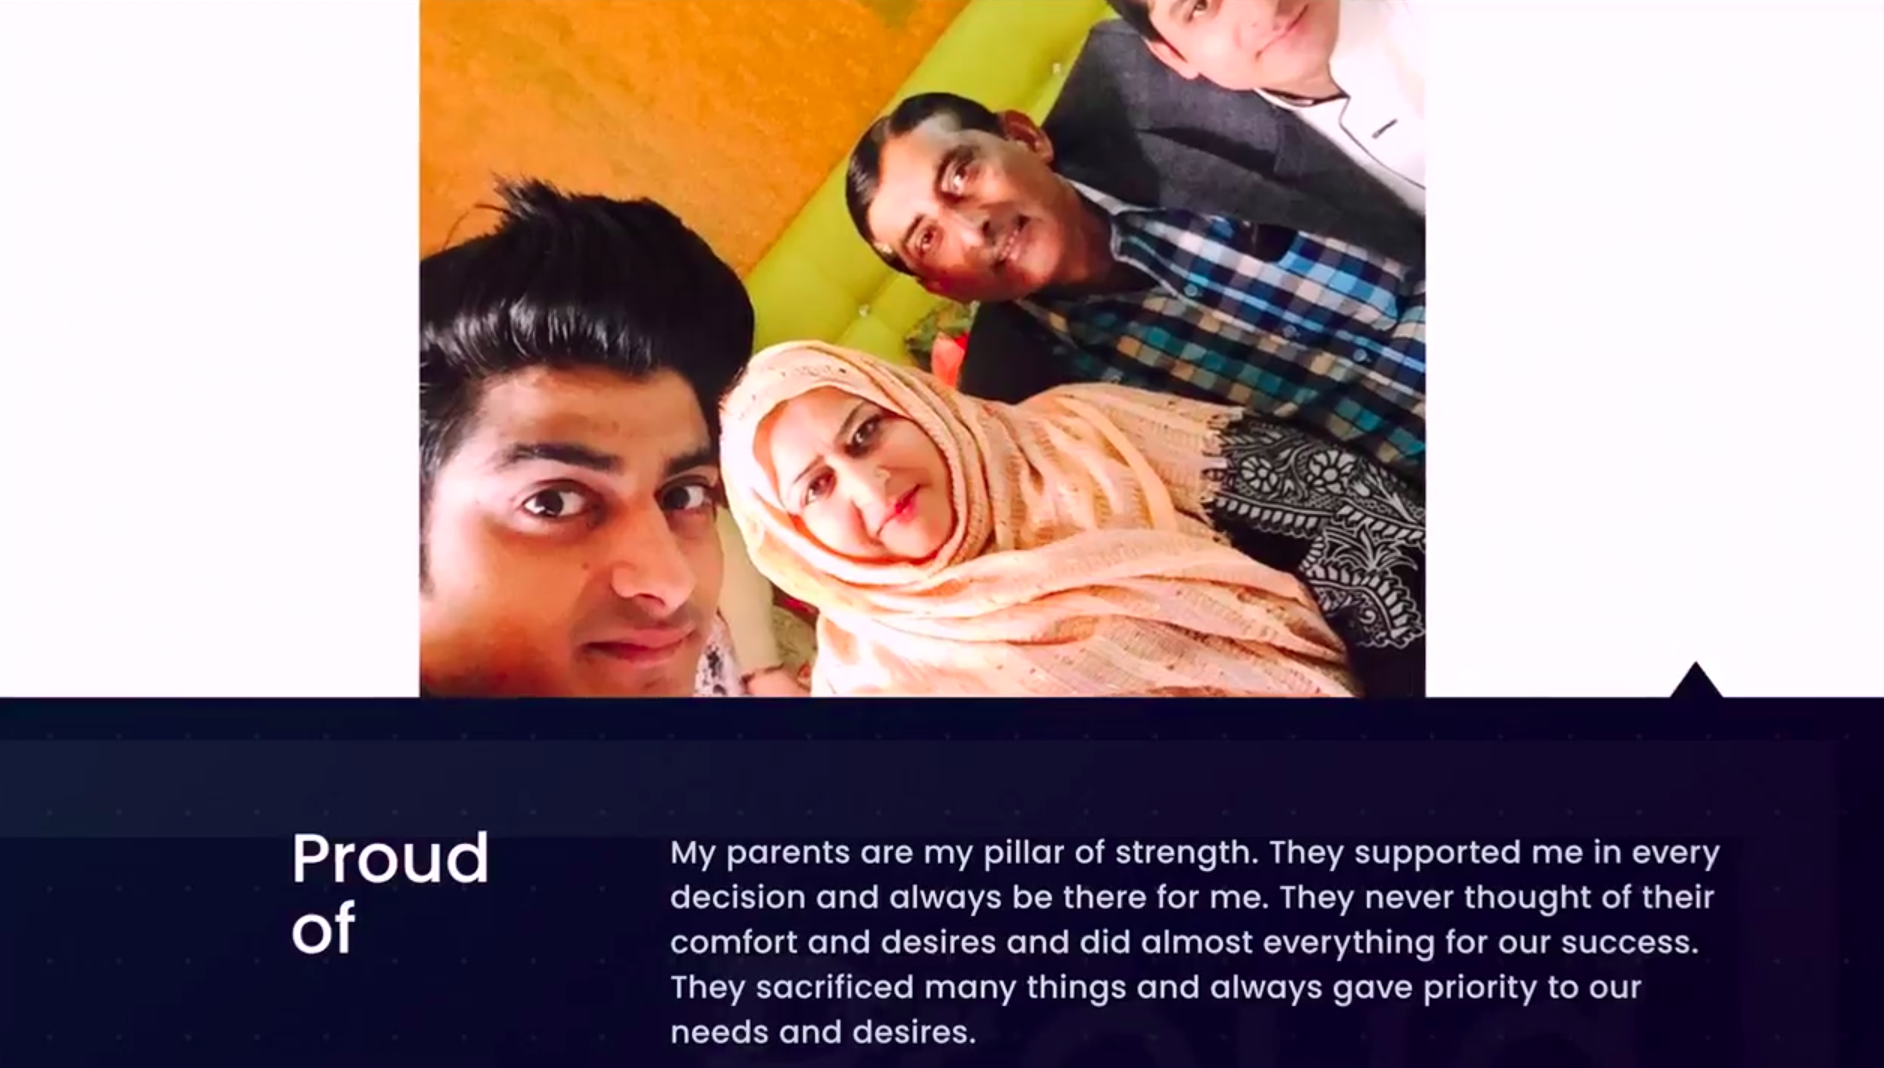 Proud
of
My parents are my pillar of strength. They supported me in every
decision and always be there for me. They never thought of their
comfort and desires and did almost everything for our success.
They sacrificed many things and always gave priority to our
needs and desires.